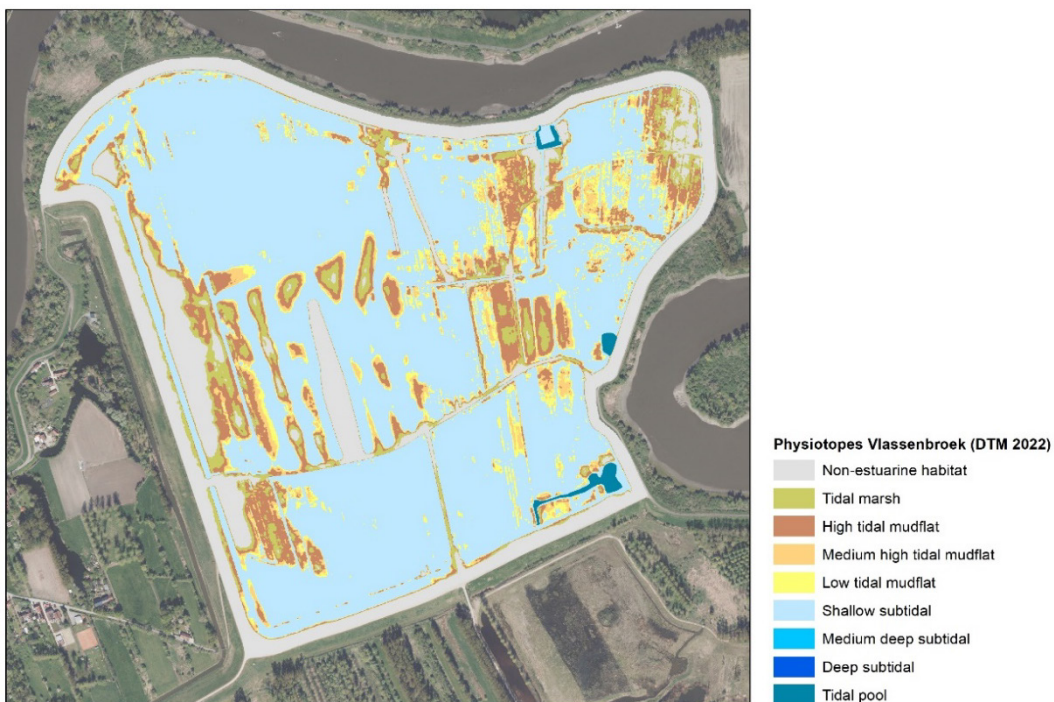 Physiotopes Vlassenbroek (DTM 2022)
Non-estuarine habitat
Tidal marsh
High tidal mudflat
Medium high tidal mudflat
Low tidal mudflat
Shallow subtidal
Medium deep subtidal
Deep subtidal
Tidal pool